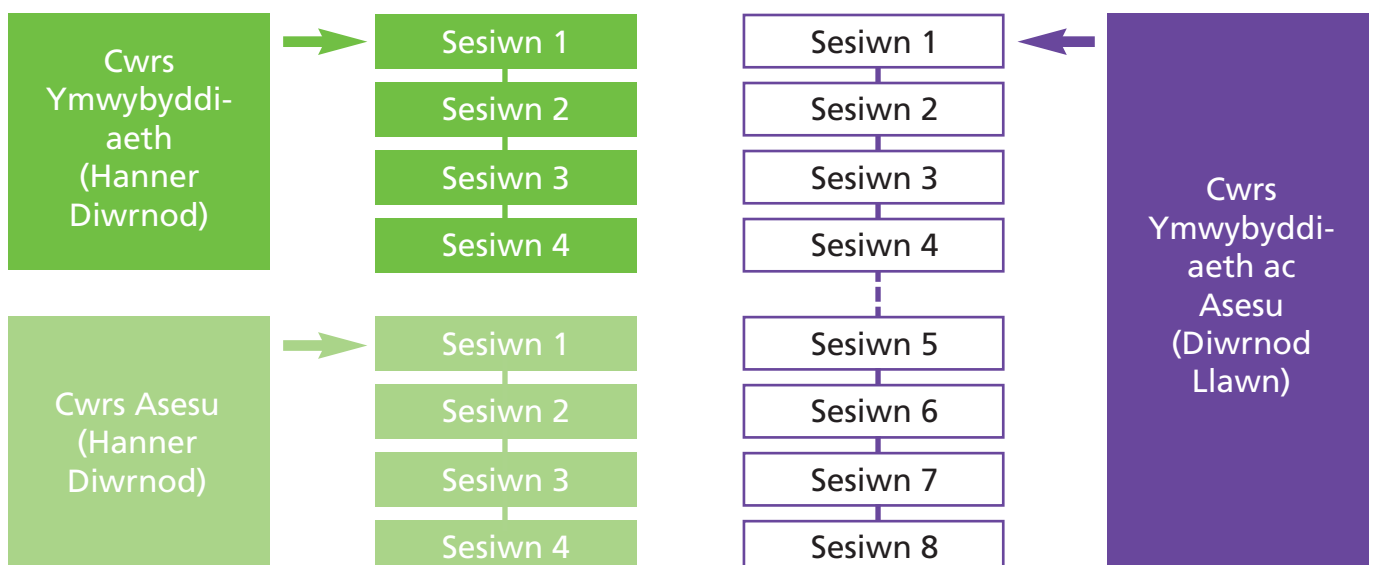 Cwrs
Ymwybyddi-
aeth
(Hanner
Diwrnod)
Sesiwn 1
Sesiwn 2
Sesiwn 3
Sesiwn 4
Cwrs Asesu
(Hanner
Diwrnod)
Sesiwn 1
Sesiwn 2
Sesiwn 3
Sesiwn 4
Sesiwn 1
Sesiwn 2
Sesiwn 3
Sesiwn 4
Sesiwn 5
Sesiwn 6
Sesiwn 7
Sesiwn 8
Cwrs
Ymwybyddi-
aeth ac
Asesu
(Diwrnod
Llawn)